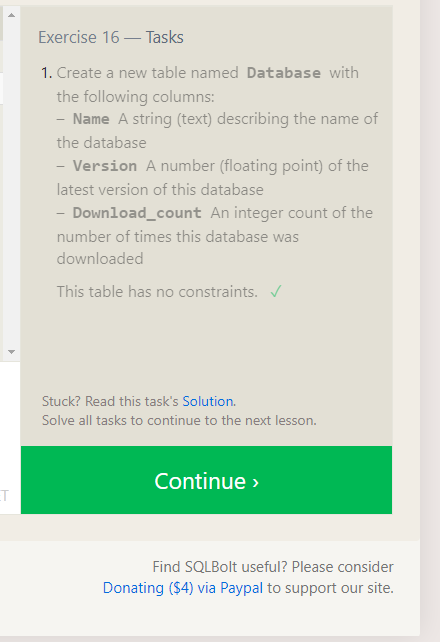 Exercise 16 — Tasks
1. Create a new table named Database with
the following columns:
– Name A string (text) describing the name of
the database
– Version A number (floating point) of the
latest version of this database
– Download_count An integer count of the
number of times this database was
downloaded
This table has no constraints. ✓
Stuck? Read this task's Solution.
Solve all tasks to continue to the next lesson.
Continue ›
Find SQLBolt useful? Please consider
Donating ($4) via Paypal to support our site.